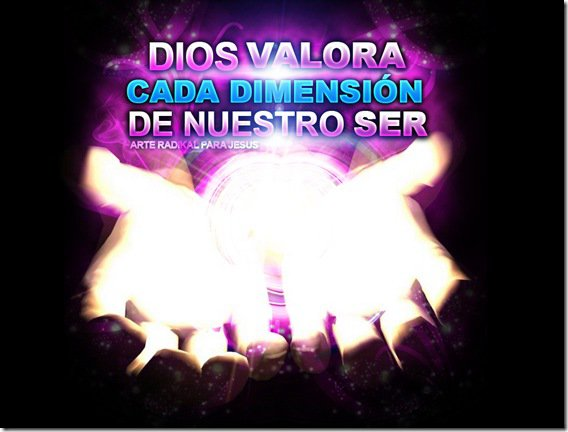 DIOS VALORA
CADA DIMENSIÓN
DE NUESTRO SER
ARTE RADIKAL PARA JESUS